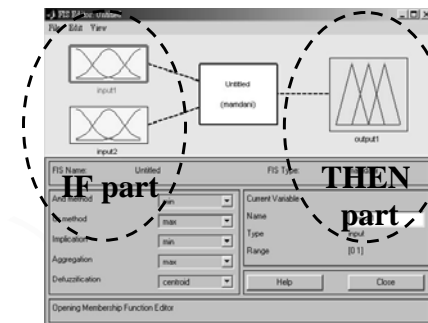 FIS Editor: Untitled
File Edit View
input1
input2
Untitled
(mamdani)
output1
FIS Name: Untitled FIS Type:
IF part
THEN
part
And method min
method max
Implication min
Aggregation max
Defuzzification centroid
Current Variable
Name
Type input
Range [0 1]
Help Close
Opening Membership Function Editor